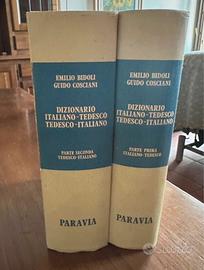 EMILIO BIDOLI
GUIDO COSCIANI
DIZIONARIO
ITALIANO-TEDESCO
TEDESCO-ITALIANO
PARTE SECONDA
TEDESCO-ITALIANO
PARAVIA
EMILIO BIDOLI
GUIDO COSCIANI
DIZIONARIO
ITALIANO-TEDESCO
TEDESCO-ITALIANO
PARTE PRIMA
ITALIANO-TEDESCO
PARAVIA
subito